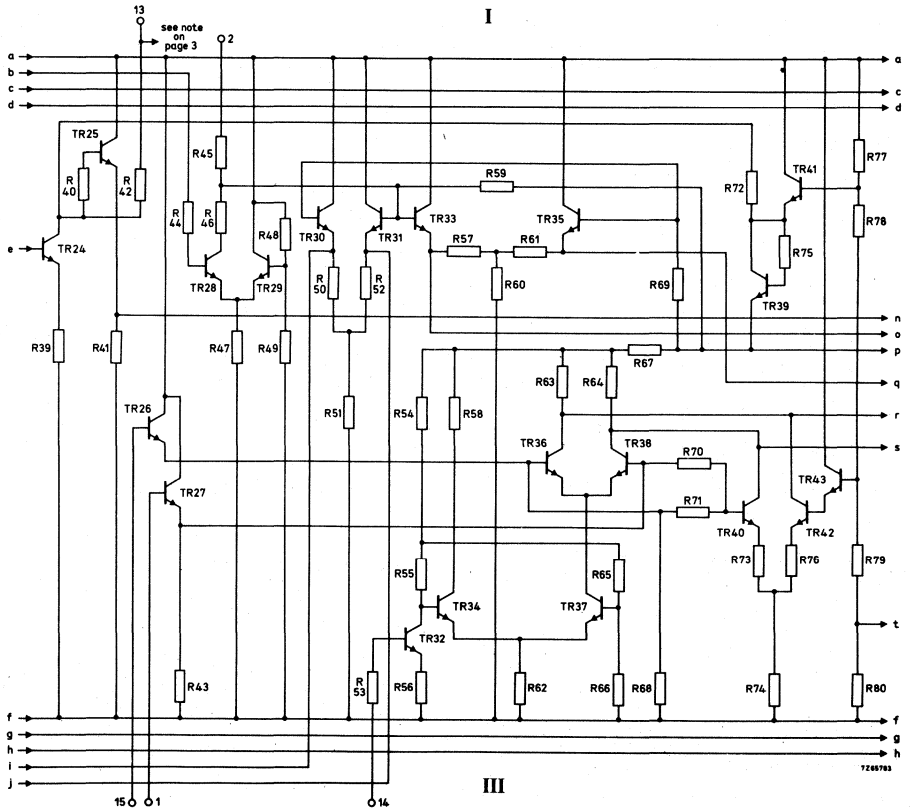 I
13
see note
on
page 3
2
a
b
c
d
a
c
d
TR25
R
40
R
42
R45
R
44
R
46
R48
R59
R72
TR41
R77
R78
e
TR24
TR28
TR29
TR30
TR31
TR33
TR35
R57
R61
R75
TR39
R
50
R
52
R60
R69
n
o
p
q
r
s
R39
R41
R47
R49
R67
R51
R54
R58
R63
R64
TR26
TR36
TR38
R70
TR43
TR27
R71
TR40
TR42
R73
R76
R79
R55
R65
TR34
TR37
TR32
t
R43
R
53
R56
R62
R66
R68
R74
R80
f
g
h
i
j
f
g
h
7Z65783
15
1
14
III